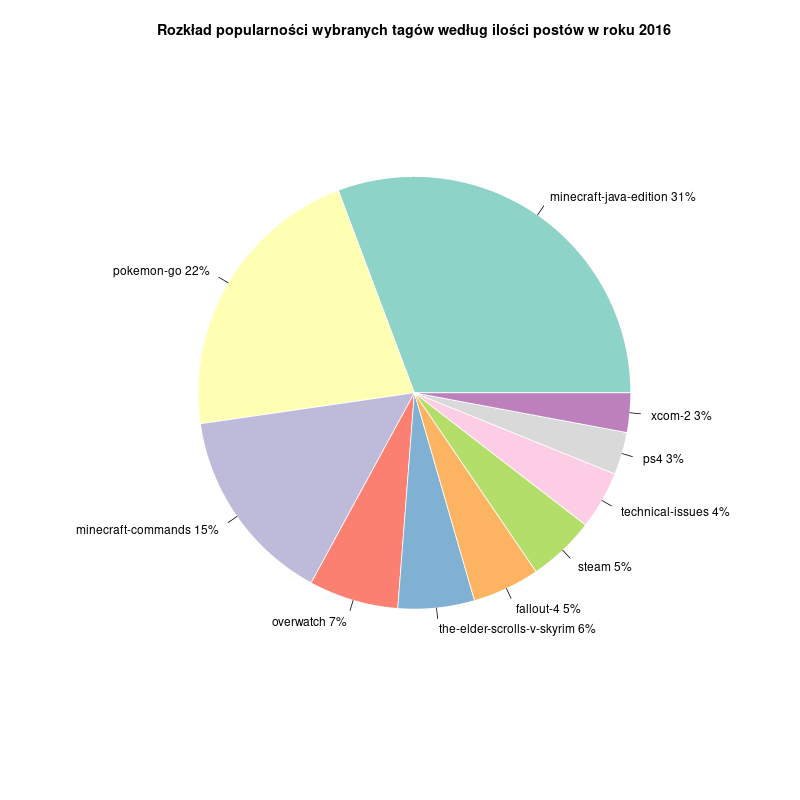 Rozkład popularności wybranych tagów według ilości postów w roku 2016
minecraft-java-edition 31%
pokemon-go 22%
minecraft-commands 15%
overwatch 7%
the-elder-scrolls-v-skyrim 6%
fallout-4 5%
steam 5%
technical-issues 4%
ps4 3%
xcom-2 3%